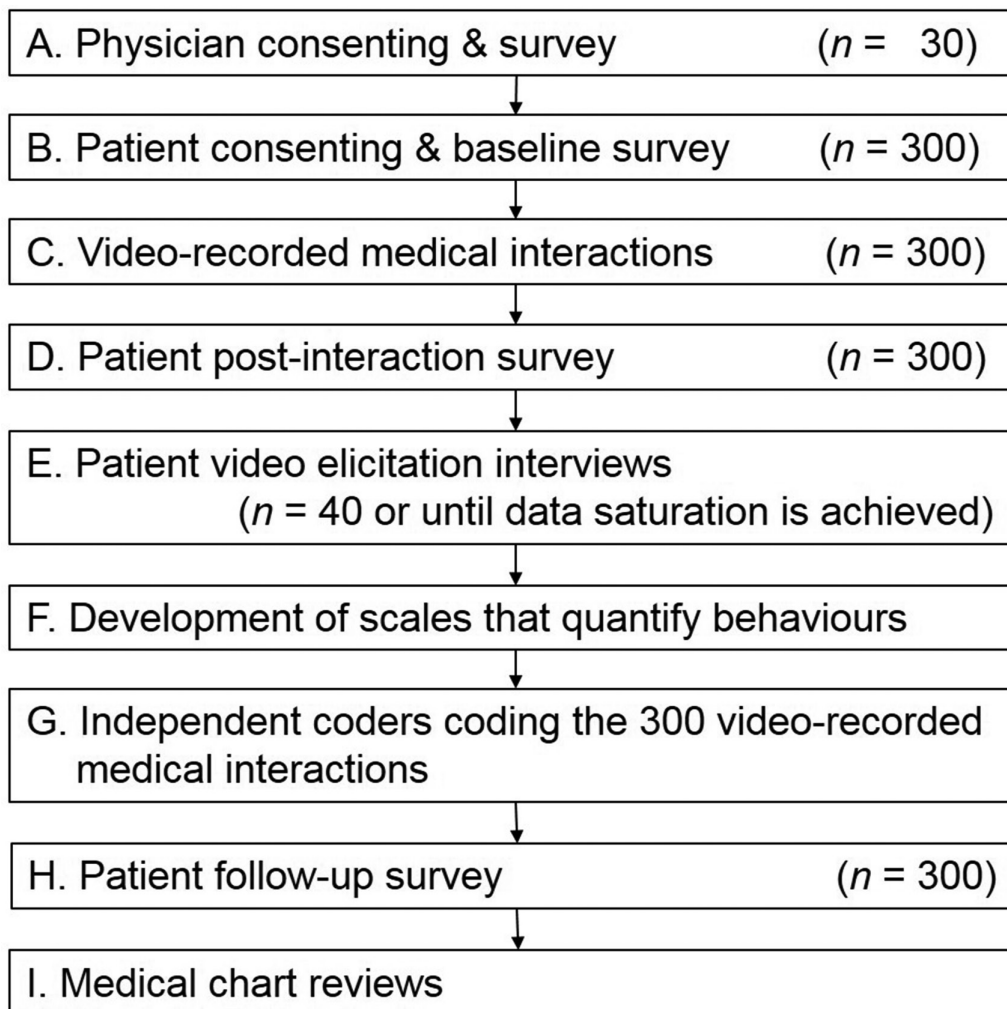 A. Physician consenting & survey (n = 30)
B. Patient consenting & baseline survey (n = 300)
C. Video-recorded medical interactions (n = 300)
D. Patient post-interaction survey (n = 300)
E. Patient video elicitation interviews
(n = 40 or until data saturation is achieved)
F. Development of scales that quantify behaviours
G. Independent coders coding the 300 video-recorded
medical interactions
H. Patient follow-up survey (n = 300)
I. Medical chart reviews